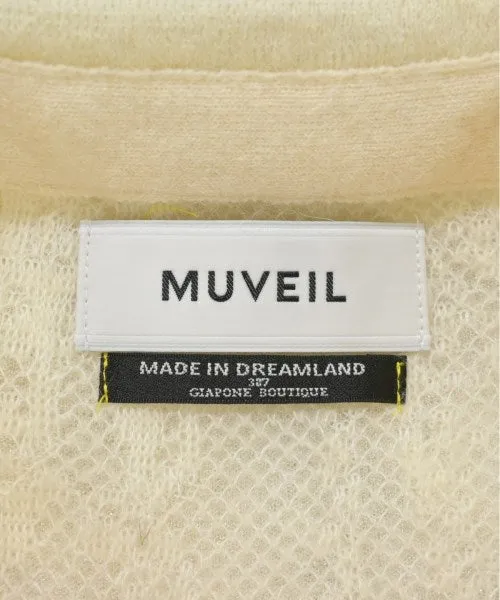 MUVEIL
MADE IN DREAMLAND
387
GIAPONE BOUTIQUE